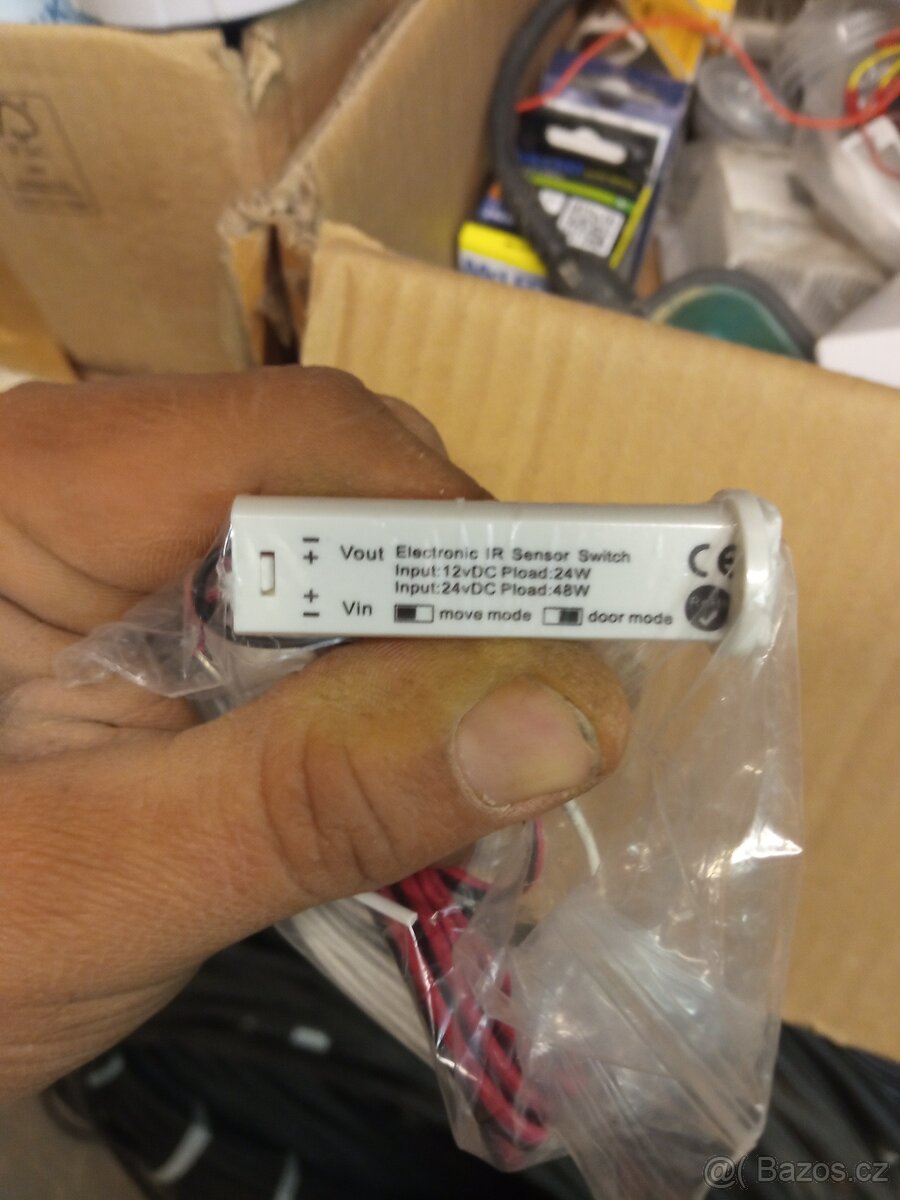 Vout Electronic IR Sensor Switch
Input:12vDC Pload:24W
Input:24vDC Pload:48W
Vin move mode door mode
CE
@( Bazos.cz